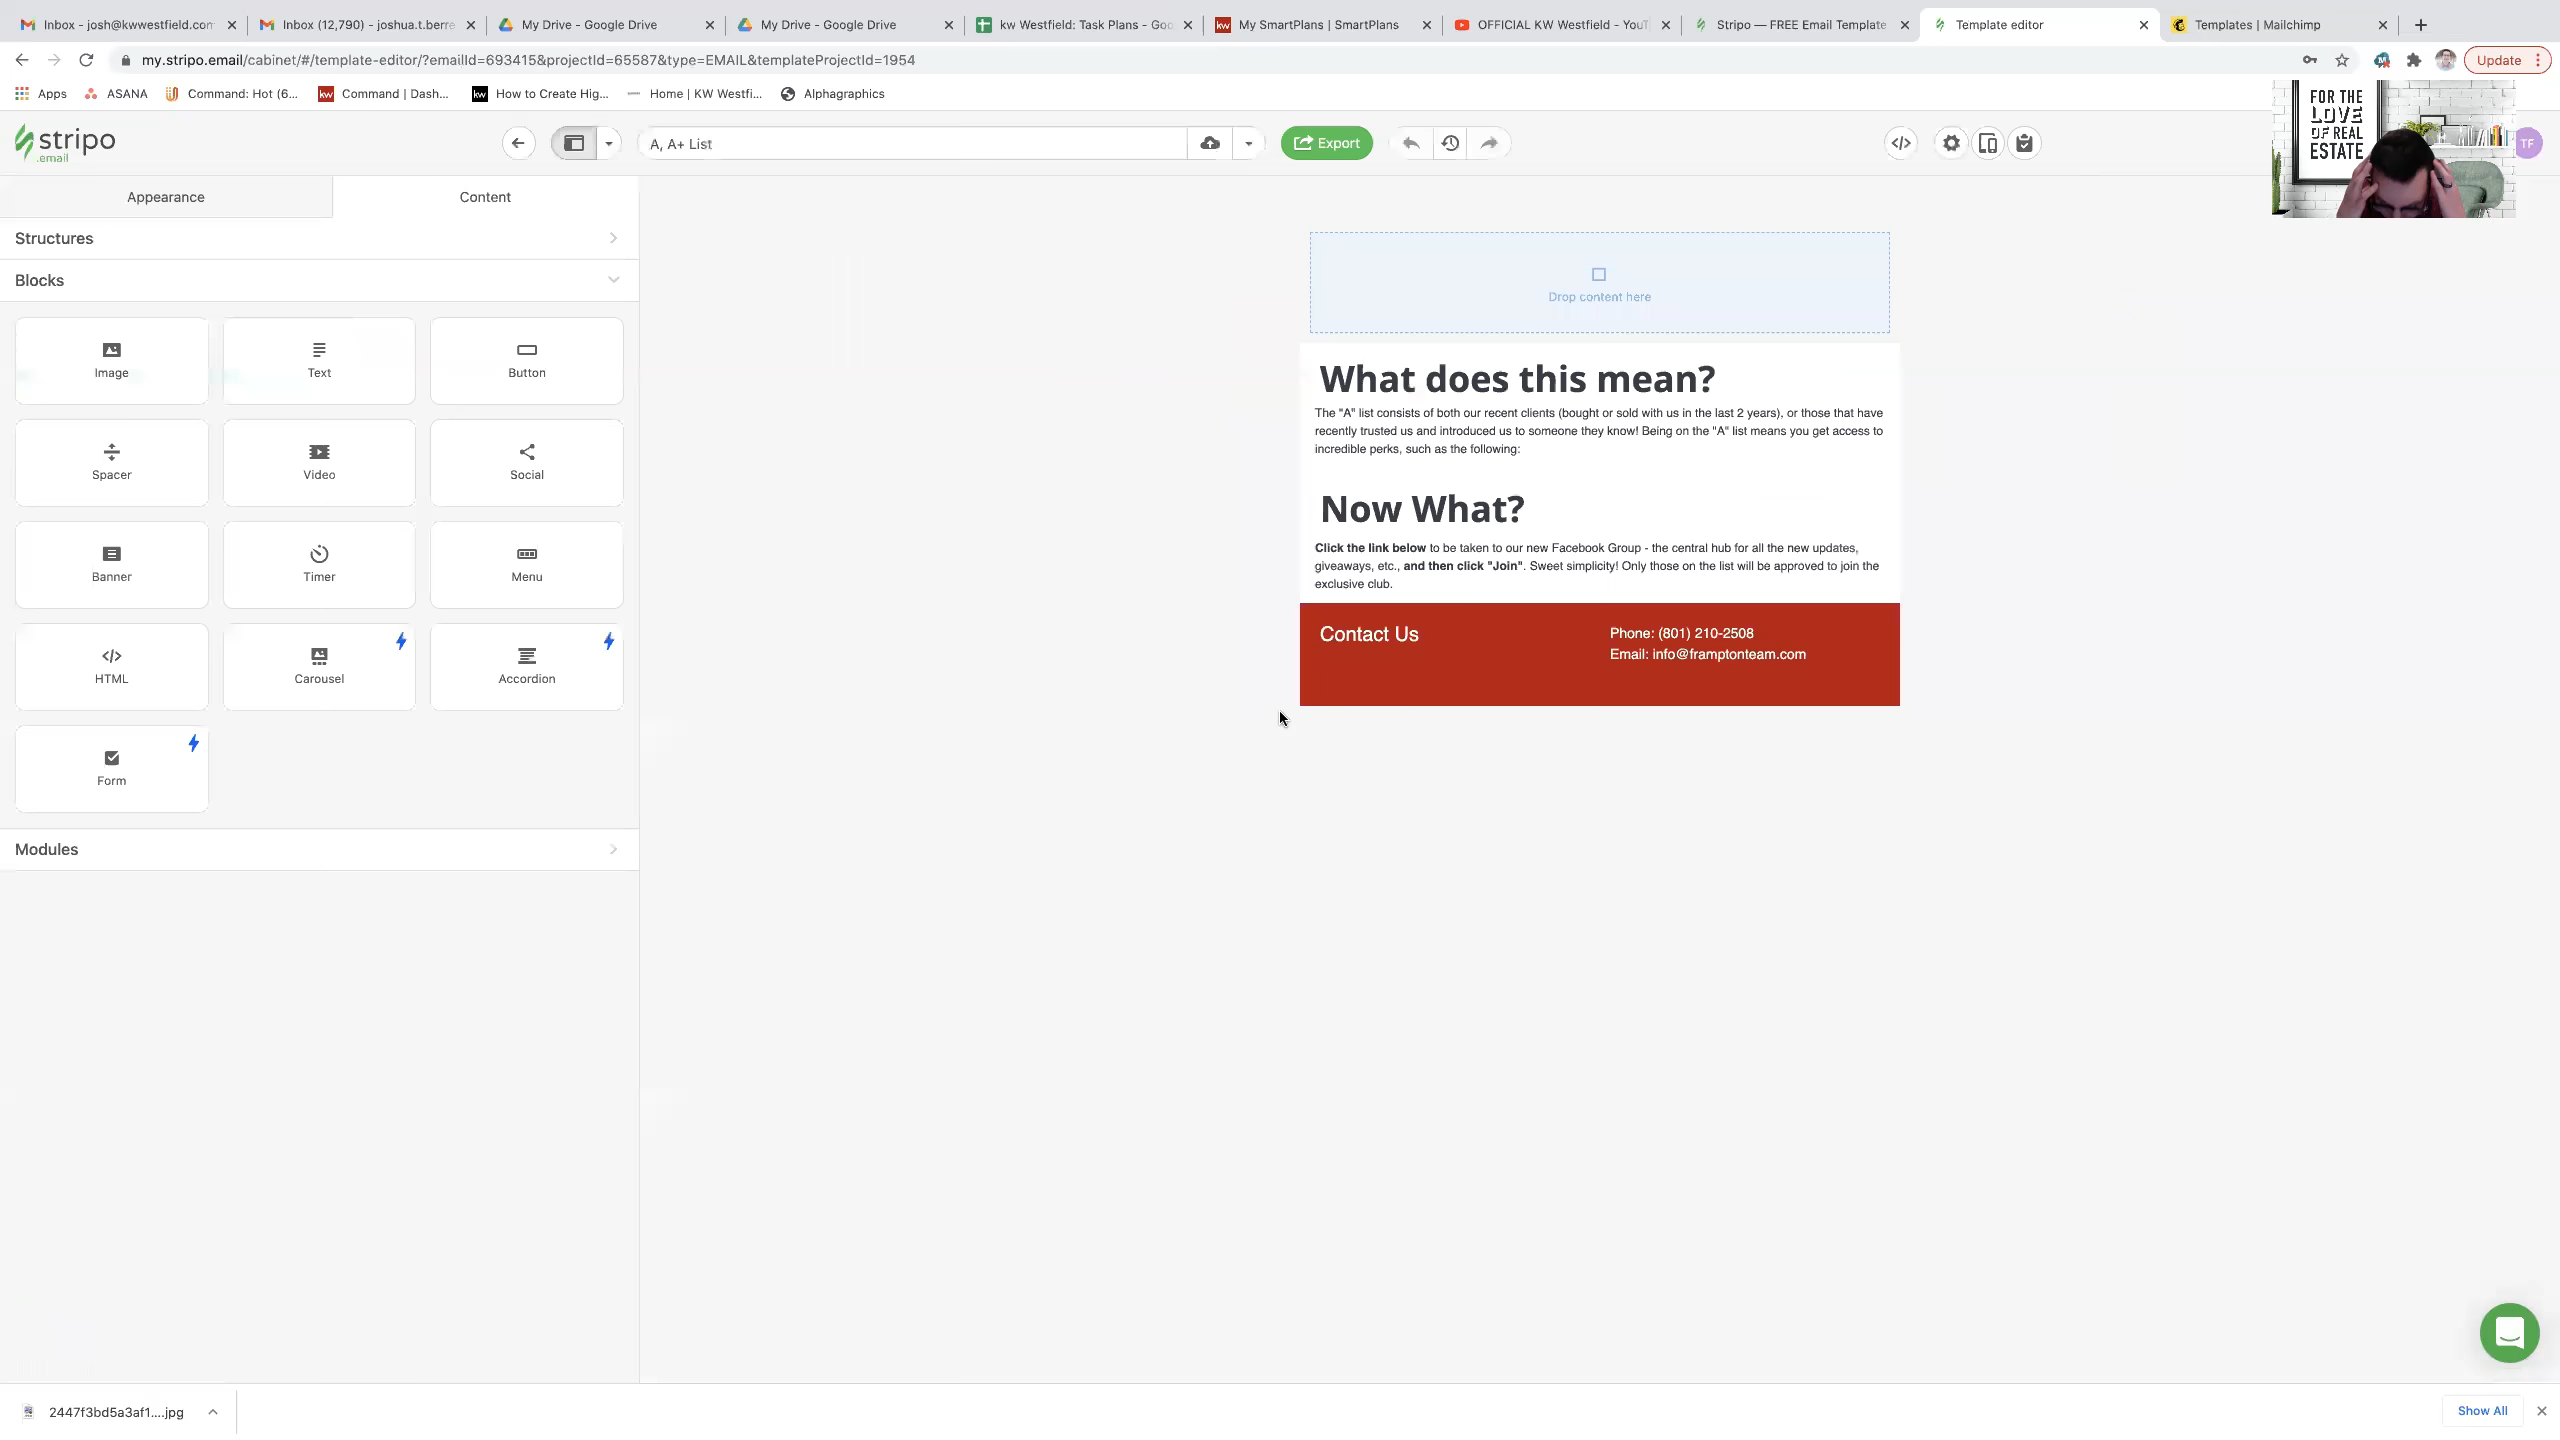 Inbox - josh@kwwestfield.com
Inbox (12,790) - joshua.t.berre
My Drive - Google Drive
My Drive - Google Drive
kw Westfield: Task Plans - Goo
My SmartPlans | SmartPlans
OFFICIAL KW Westfield - YouT
Stripo — FREE Email Template
Template editor
Templates | Mailchimp
my.stripo.email/cabinet/#/template-editor/?emailId=693415&projectId=65587&type=EMAIL&templateProjectId=1954
Update
Apps
ASANA
Command: Hot (6...
kw
Command | Dash...
kw
How to Create Hig...
Home | KW Westfi...
Alphagraphics
stripo
.email
A, A+ List
Export
FOR THE
LOVE
OF REAL
ESTATE
TF
Appearance
Content
Structures
Blocks
Image
Text
Button
Spacer
Video
Social
Banner
Timer
Menu
HTML
Carousel
Accordion
Form
Modules
Drop content here
What does this mean?
The "A" list consists of both our recent clients (bought or sold with us in the last 2 years), or those that have
recently trusted us and introduced us to someone they know! Being on the "A" list means you get access to
incredible perks, such as the following:
Now What?
Click the link below to be taken to our new Facebook Group - the central hub for all the new updates,
giveaways, etc., and then click "Join". Sweet simplicity! Only those on the list will be approved to join the
exclusive club.
Contact Us
Phone: (801) 210-2508
Email: info@framptonteam.com
2447f3bd5a3af1....jpg
Show All